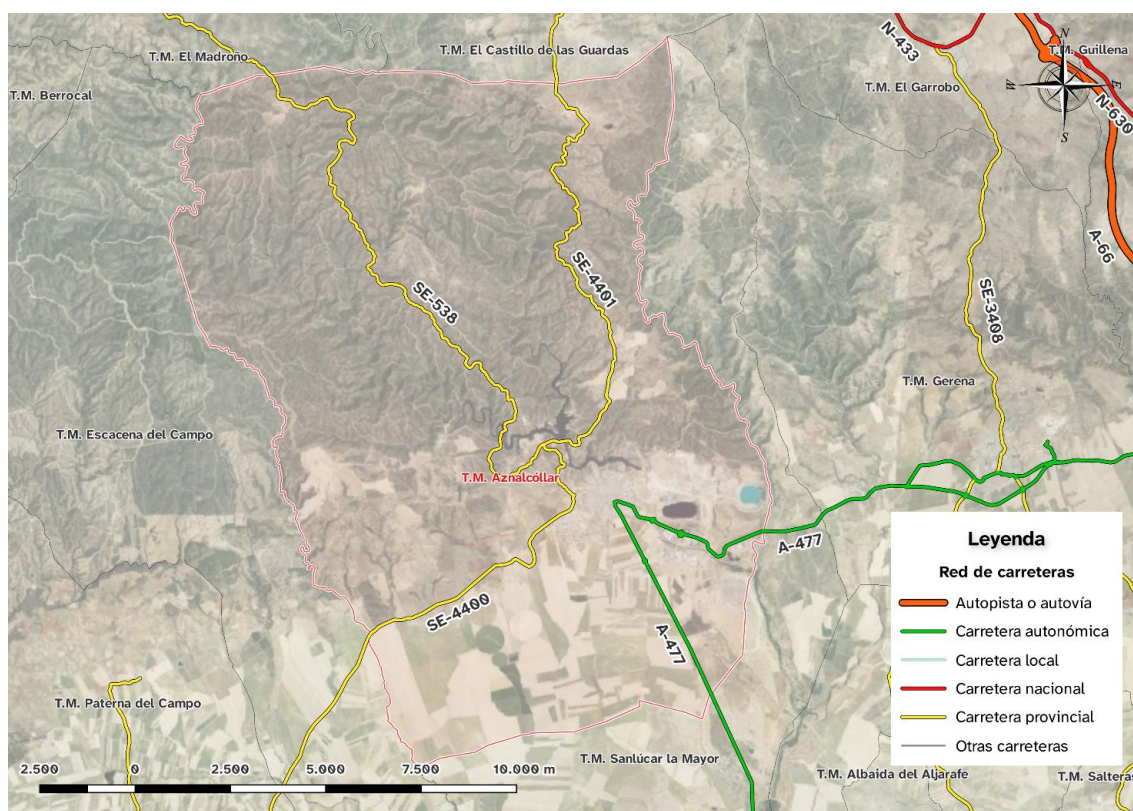 T.M. El Madroño
T.M. El Castillo de las Guardas
N-433
N
T.M. Guillena
T.M. Berrocal
T.M. El Garrobo
W
E
N-630
S
A-66
SE-4401
SE-538
SE-3408
T.M. Gerena
T.M. Escacena del Campo
T.M. Aznalcóllar
A-477
SE-4400
A-477
Leyenda
Red de carreteras
Autopista o autovía
Carretera autonómica
Carretera local
Carretera nacional
Carretera provincial
Otras carreteras
T.M. Paterna del Campo
T.M. Sanlúcar la Mayor
T.M. Albaida del Aljarafe
T.M. Salteras
2.500 0 2.500 5.000 7.500 10.000 m